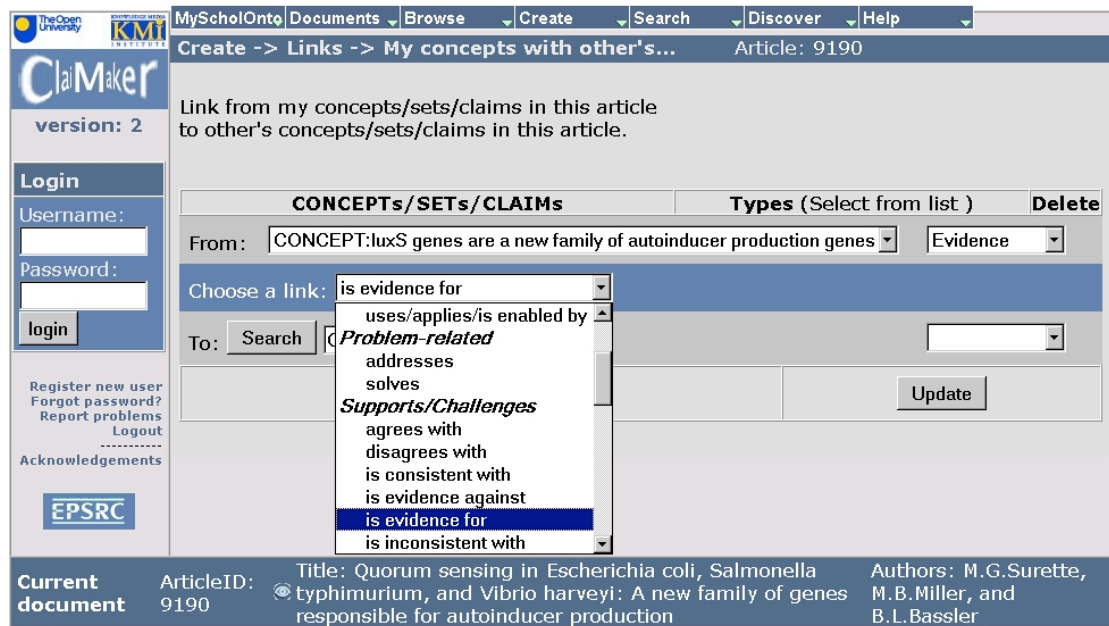 The Open University
KNOWLEDGE MEDIA
KMi
INSTITUTE
MyScholOnto Documents Browse Create Search Discover Help
Create -> Links -> My concepts with other's... Article: 9190
ClaiMaker
version: 2
Link from my concepts/sets/claims in this article
to other's concepts/sets/claims in this article.
Login
Username:
Password:
login
CONCEPTs/SETs/CLAIMs Types (Select from list ) Delete
From: CONCEPT:luxS genes are a new family of autoinducer production genes Evidence
Choose a link: is evidence for
uses/applies/is enabled by
Problem-related
addresses
solves
Supports/Challenges
agrees with
disagrees with
is consistent with
is evidence against
is evidence for
is inconsistent with
To: Search
Update
Register new user
Forgot password?
Report problems
Logout
-----------
Acknowledgements
EPSRC
Current document
ArticleID: 9190
Title: Quorum sensing in Escherichia coli, Salmonella
typhimurium, and Vibrio harveyi: A new family of genes
responsible for autoinducer production
Authors: M.G.Surette,
M.B.Miller, and
B.L.Bassler